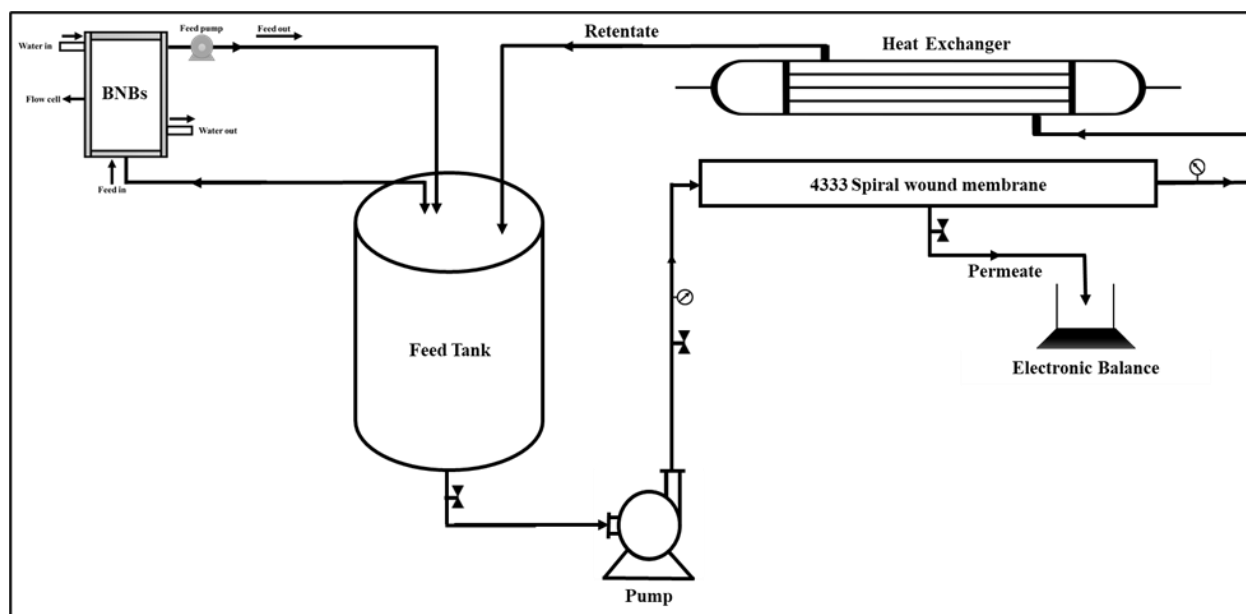 Feed pump
Feed out
Water in
BNBs
Flow cell
Water out
Feed in
Retentate
Heat Exchanger
4333 Spiral wound membrane
Permeate
Feed Tank
Electronic Balance
Pump